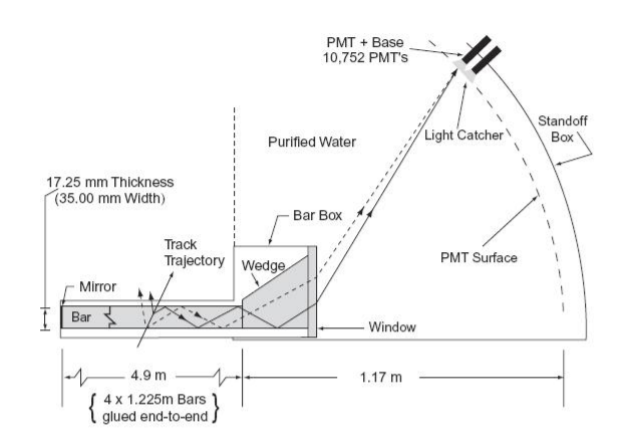 PMT + Base
10,752 PMT's
Light Catcher
Standoff
Box
Purified Water
17.25 mm Thickness
(35.00 mm Width)
Bar Box
Track
Trajectory
Wedge
PMT Surface
Mirror
Bar
Window
4.9 m
1.17 m
4 x 1.225m Bars
glued end-to-end